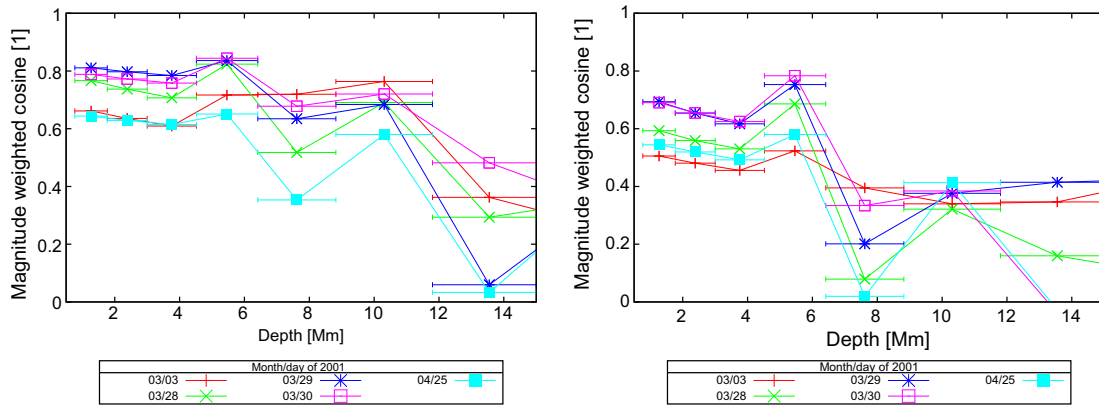 Magnitude weighted cosine [1]
1
0.8
0.6
0.4
0.2
0
2 4 6 8 10 12 14
Depth [Mm]
Month/day of 2001
03/03 03/29 04/25
03/28 03/30
Magnitude weighted cosine [1]
1
0.8
0.6
0.4
0.2
0
2 4 6 8 10 12 14
Depth [Mm]
Month/day of 2001
03/03 03/29 04/25
03/28 03/30